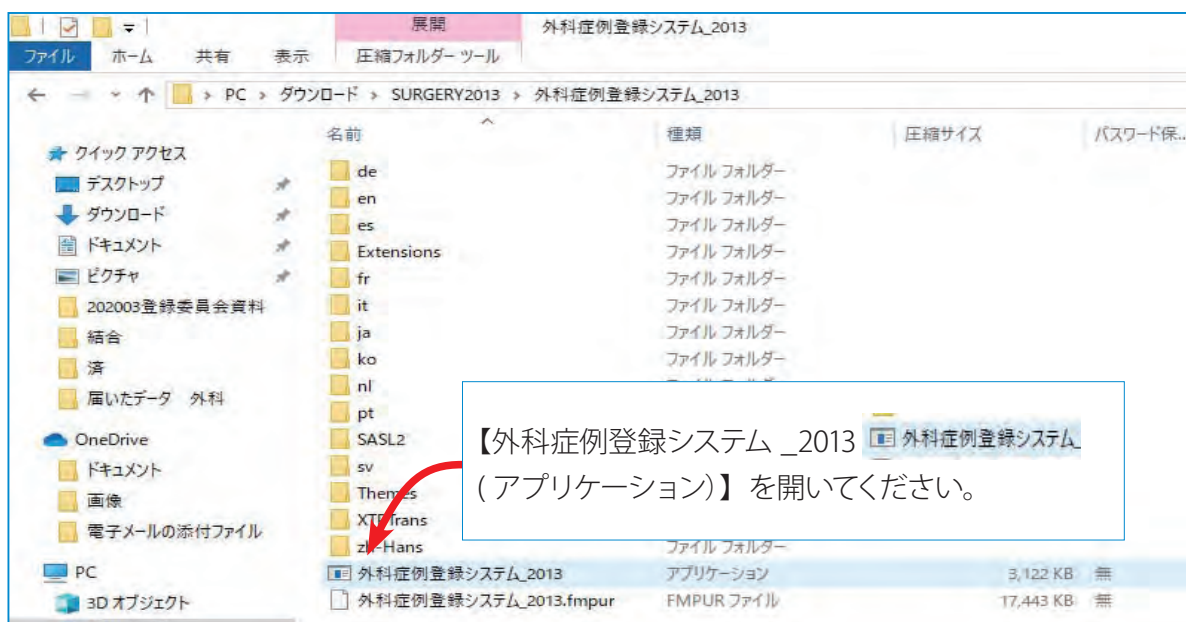 展開
外科症例登録システム_2013
ファイル ホーム 共有 表示 圧縮フォルダー ツール
PC › ダウンロード › SURGERY2013 › 外科症例登録システム_2013
名前 種類 圧縮サイズ パスワード保...
クイック アクセス
デスクトップ
ダウンロード
ドキュメント
ピクチャ
202003登録委員会資料
結合
済
届いたデータ 外科
OneDrive
ドキュメント
画像
電子メールの添付ファイル
PC
3D オブジェクト
de ファイル フォルダー
en ファイル フォルダー
es ファイル フォルダー
Extensions ファイル フォルダー
fr ファイル フォルダー
it ファイル フォルダー
ja ファイル フォルダー
ko ファイル フォルダー
nl
pt
SASL2
sv
Themes
zh-Hans ファイル フォルダー
外科症例登録システム_2013 アプリケーション 3,122 KB 無
外科症例登録システム_2013.fmpur FMPUR ファイル 17,443 KB 無
【外科症例登録システム _2013 外科症例登録システム_
( アプリケーション)】を開いてください。